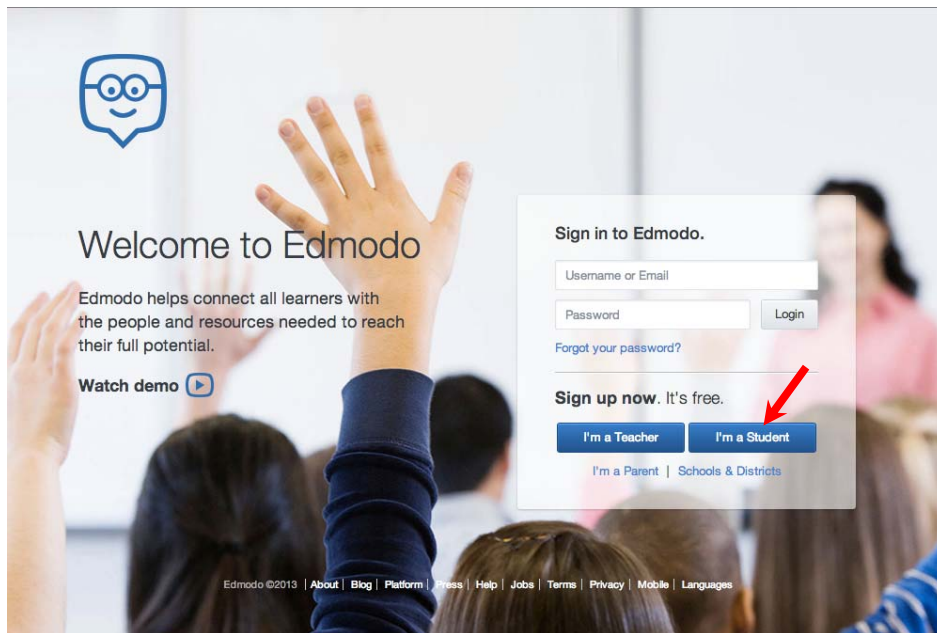 Welcome to Edmodo
Edmodo helps connect all learners with
the people and resources needed to reach
their full potential.
Watch demo
Sign in to Edmodo.
Username or Email
Password
Login
Forgot your password?
Sign up now. It's free.
I'm a Teacher
I'm a Student
I'm a Parent | Schools & Districts
Edmodo ©2013 | About | Blog | Platform | Press | Help | Jobs | Terms | Privacy | Mobile | Languages